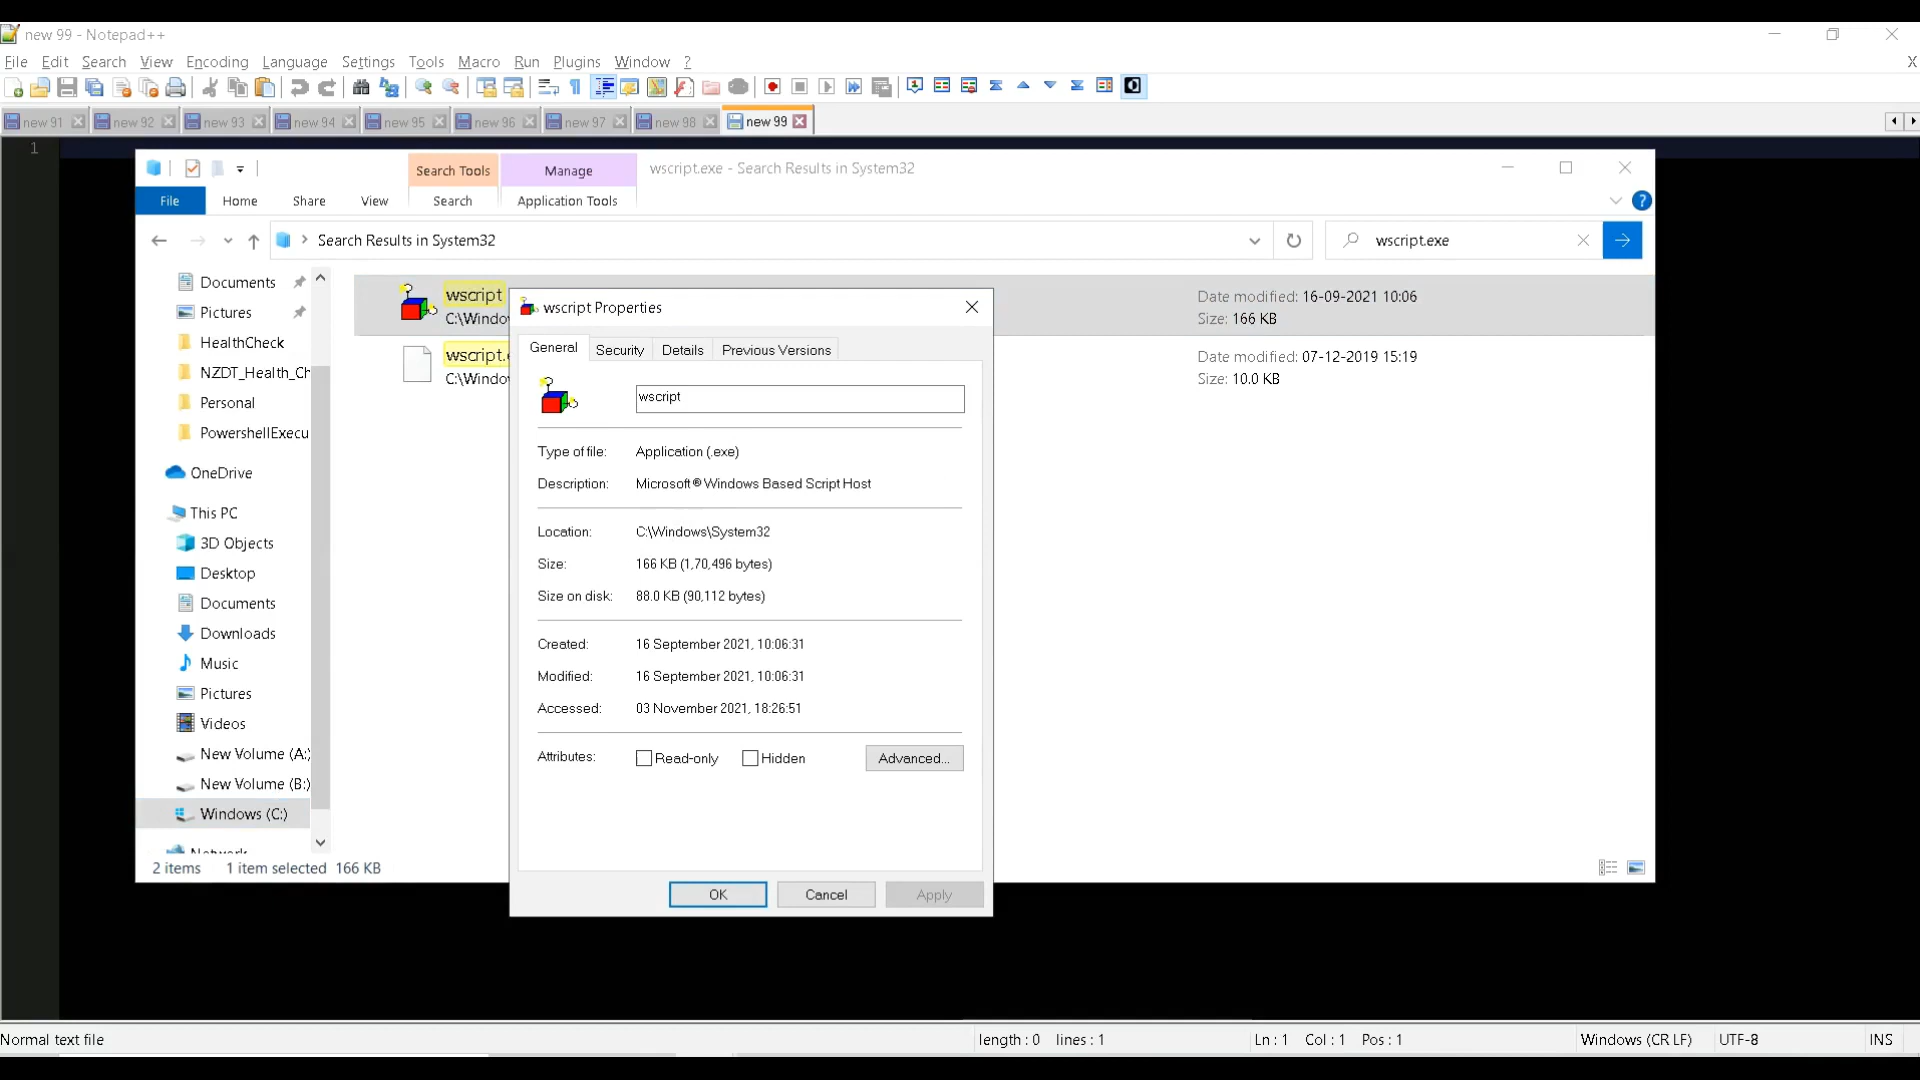 new 99 - Notepad++
File Edit Search View Encoding Language Settings Tools Macro Run Plugins Window ? X
new 91 new 92 new 93 new 94 new 95 new 96 new 97 new 98 new 99
1
Search Tools Manage wscript.exe - Search Results in System32
File Home Share View Search Application Tools
Search Results in System32 wscript.exe
Documents
Pictures
HealthCheck
NZDT_Health_Ch
Personal
PowershellExecu
OneDrive
This PC
3D Objects
Desktop
Documents
Downloads
Music
Pictures
Videos
New Volume (A:)
New Volume (B:)
Windows (C:)
Network
2 items 1 item selected 166 KB
wscript
C:\Windo
Date modified: 16-09-2021 10:06
Size: 166 KB
wscript.e
C:\Windo
Date modified: 07-12-2019 15:19
Size: 10.0 KB
wscript Properties
General Security Details Previous Versions
wscript
Type of file: Application (.exe)
Description: Microsoft ® Windows Based Script Host
Location: C:\Windows\System32
Size: 166 KB (1,70,496 bytes)
Size on disk: 88.0 KB (90,112 bytes)
Created: 16 September 2021, 10:06:31
Modified: 16 September 2021, 10:06:31
Accessed: 03 November 2021, 18:26:51
Attributes: Read-only Hidden Advanced...
OK Cancel Apply
Normal text file length : 0 lines : 1 Ln : 1 Col : 1 Pos : 1 Windows (CR LF) UTF-8 INS